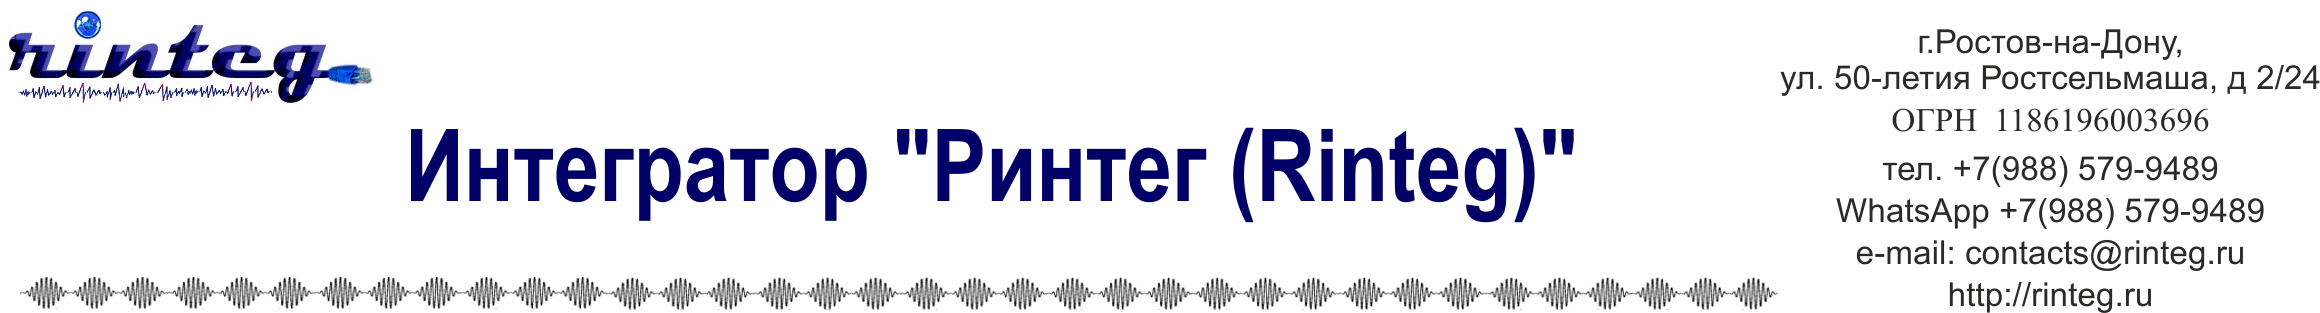 rinteg
Интегратор "Ринтег (Rinteg)"
г.Ростов-на-Дону,
ул. 50-летия Ростсельмаша, д 2/24
ОГРН 1186196003696
тел. +7(988) 579-9489
WhatsApp +7(988) 579-9489
e-mail: contacts@rinteg.ru
http://rinteg.ru